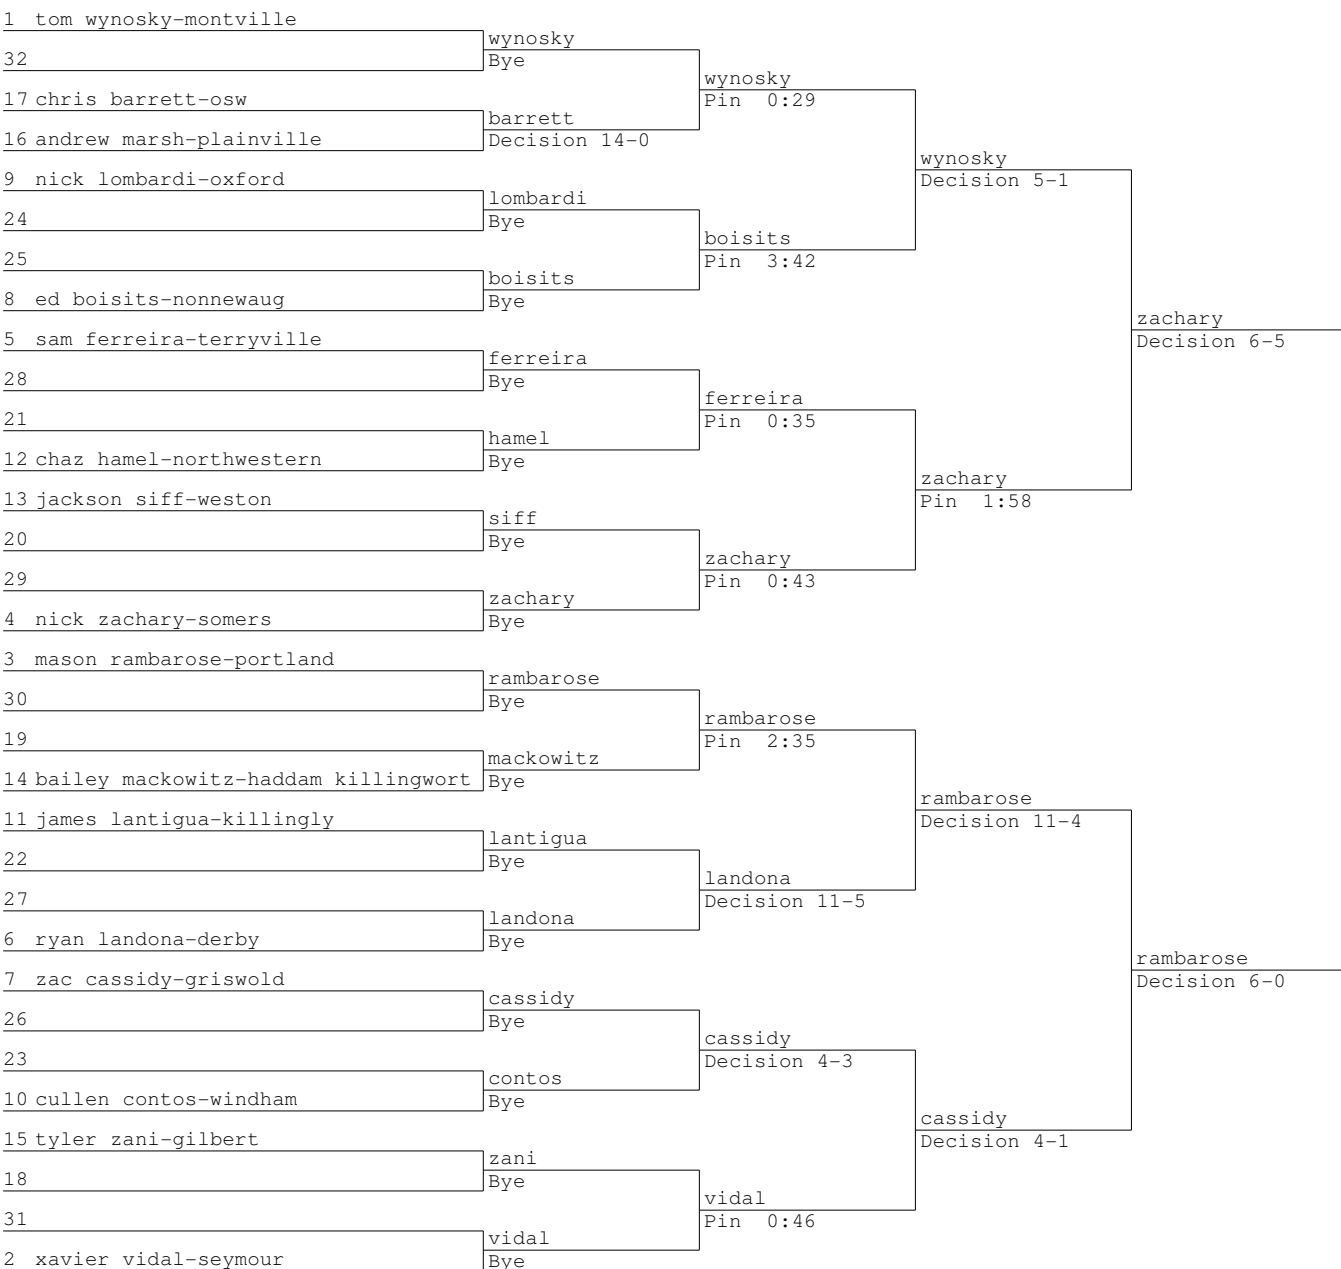 1 tom wynosky-montville
32
17 chris barrett-osw
16 andrew marsh-plainville
9 nick lombardi-oxford
24
25
8 ed boisits-nonnewaug
5 sam ferreira-terryville
28
21
12 chaz hamel-northwestern
13 jackson siff-weston
20
29
4 nick zachary-somers
3 mason rambarose-portland
30
19
14 bailey mackowitz-haddam killingwort
11 james lantigua-killingly
22
27
6 ryan landona-derby
7 zac cassidy-griswold
26
23
10 cullen contos-windham
15 tyler zani-gilbert
18
31
2 xavier vidal-seymour
wynosky
Bye
barrett
Decision 14-0
lombardi
Bye
boisits
Bye
ferreira
Bye
hamel
Bye
siff
Bye
zachary
Bye
rambarose
Bye
mackowitz
Bye
lantigua
Bye
landona
Bye
cassidy
Bye
contos
Bye
zani
Bye
vidal
Bye
wynosky
Pin 0:29
boisits
Pin 3:42
ferreira
Pin 0:35
zachary
Pin 0:43
rambarose
Pin 2:35
landona
Decision 11-5
cassidy
Decision 4-3
vidal
Pin 0:46
wynosky
Decision 5-1
zachary
Pin 1:58
rambarose
Decision 11-4
cassidy
Decision 4-1
zachary
Decision 6-5
rambarose
Decision 6-0